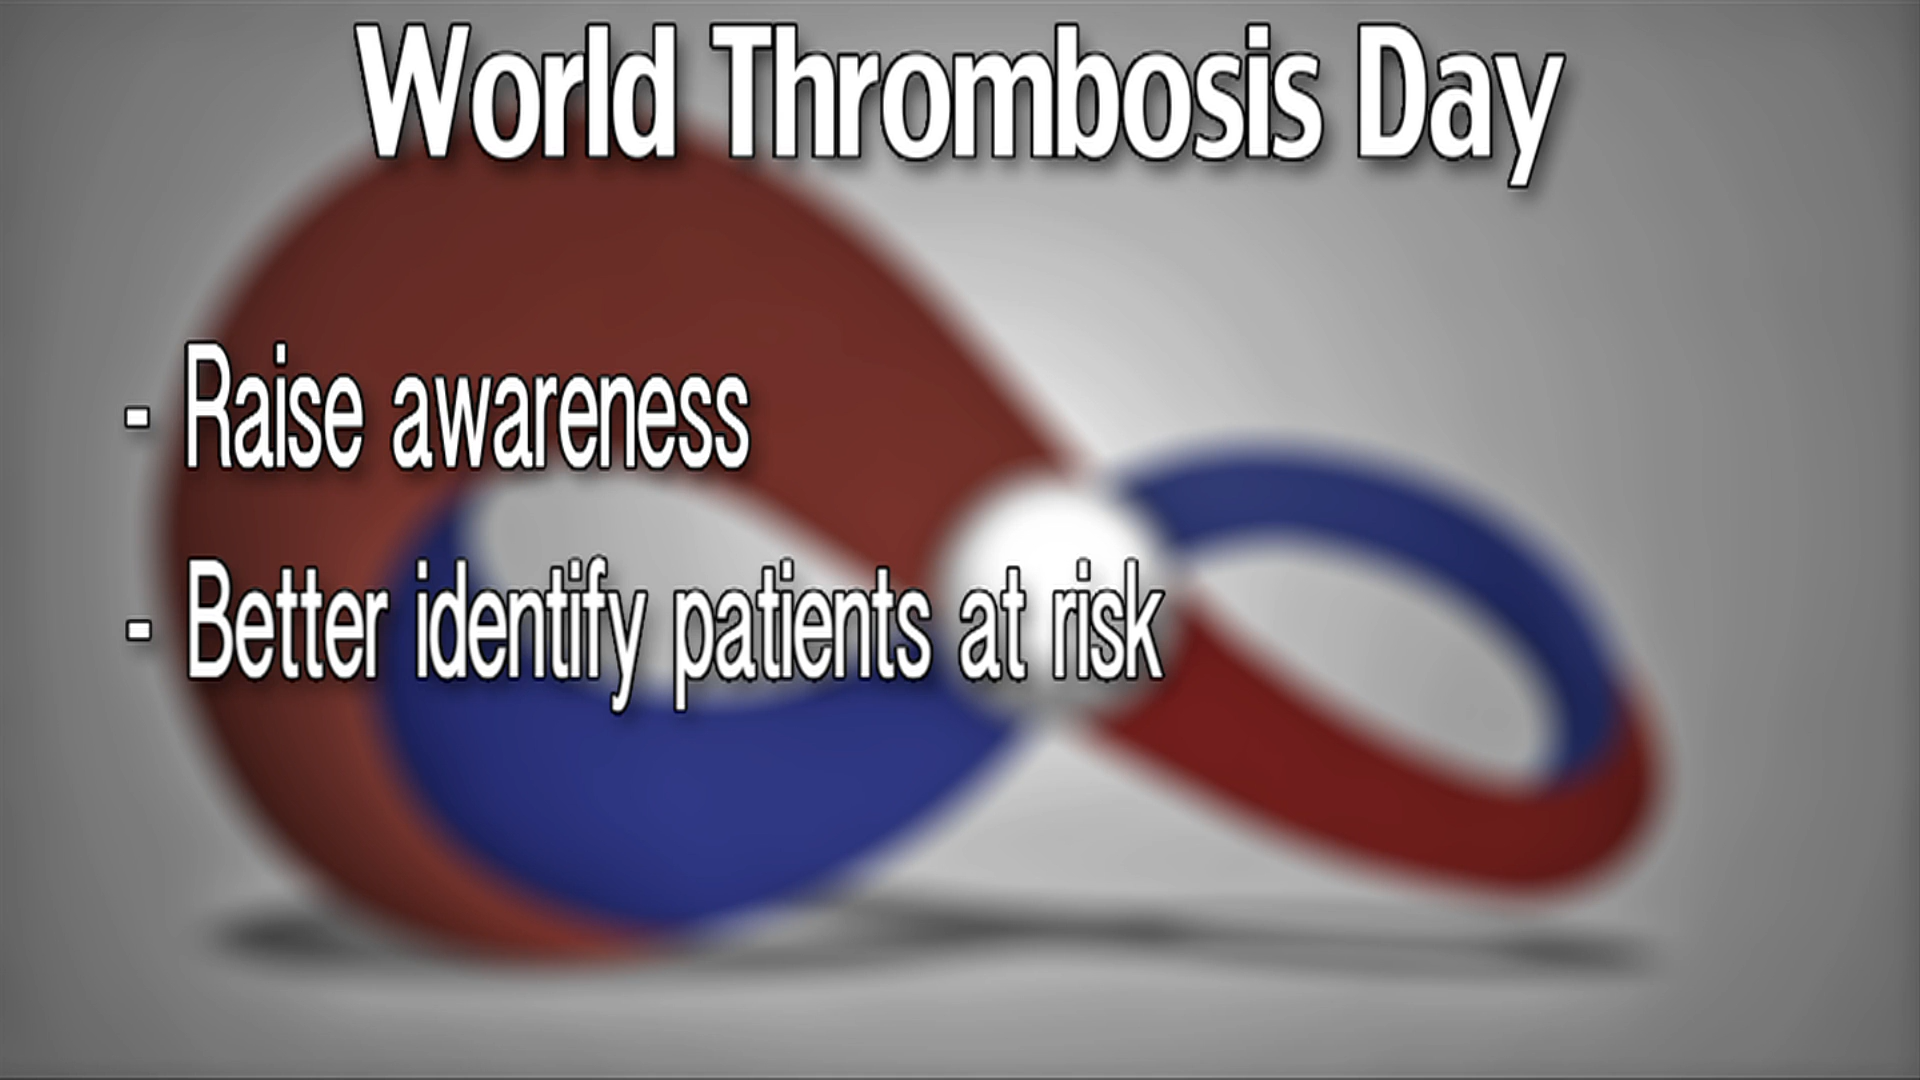 World Thrombosis Day
- Raise awareness
- Better identify patients at risk